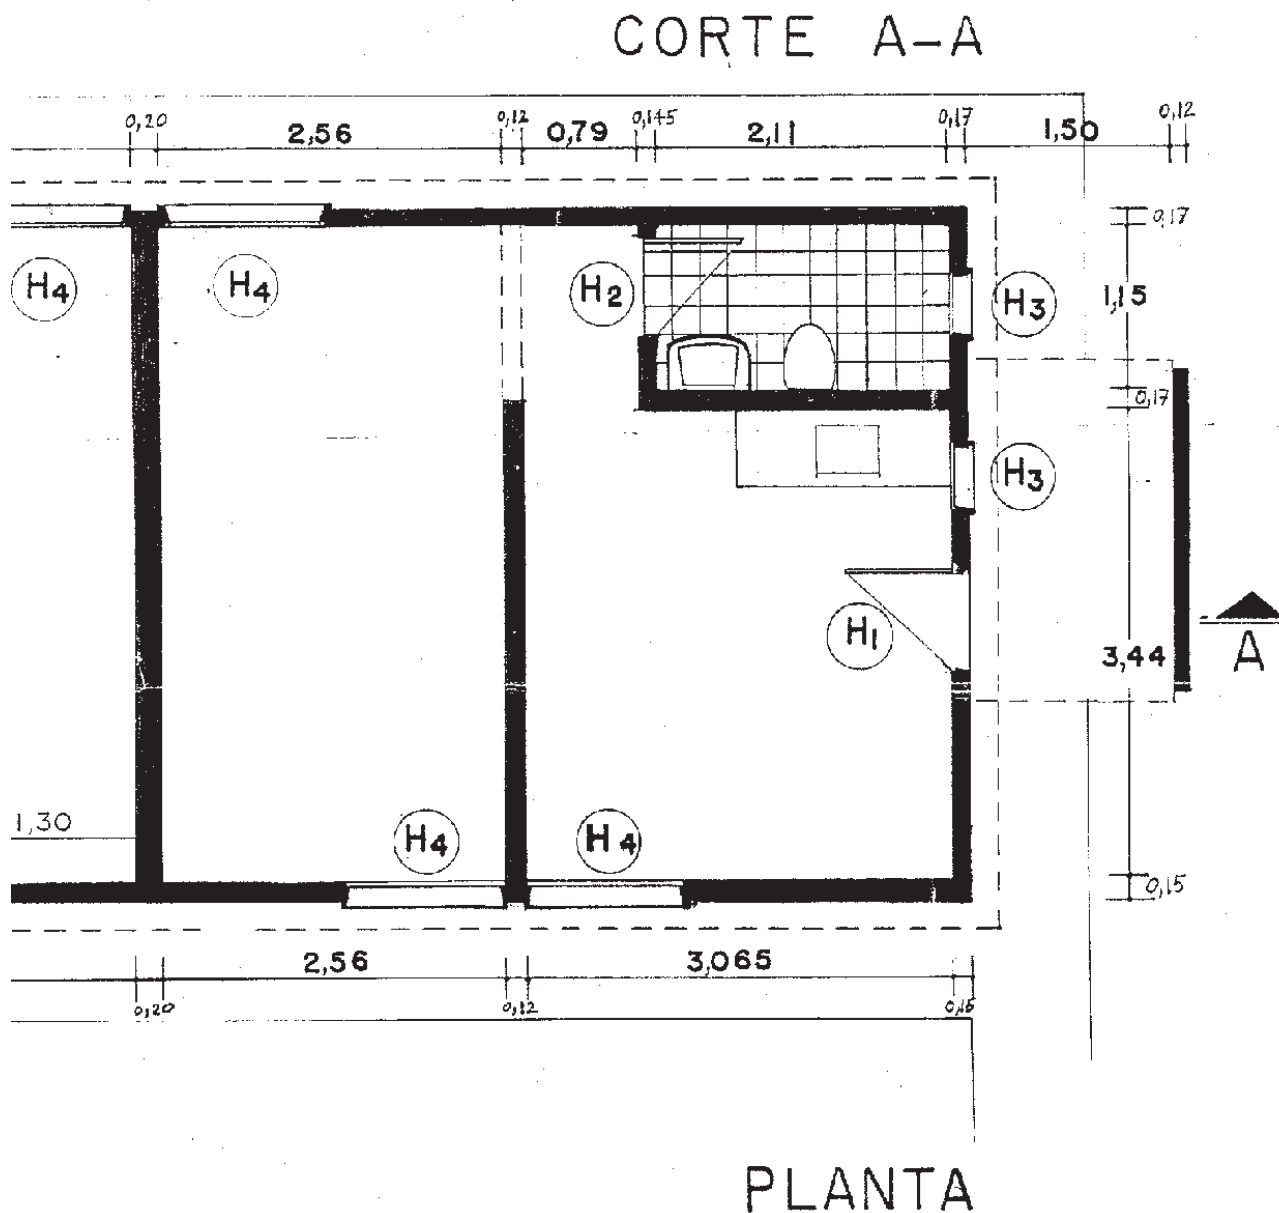 CORTE A-A
0,20 2,56 0,12 0,79 0,145 2,11 0,17 1,50 0,12
0,17
H4 H4 H2 H3 1,15
0,17
H3
H1 3,44 A
1,30 H4 H4
0,15
2,56 3,065
0,20 0,12 0,15
PLANTA